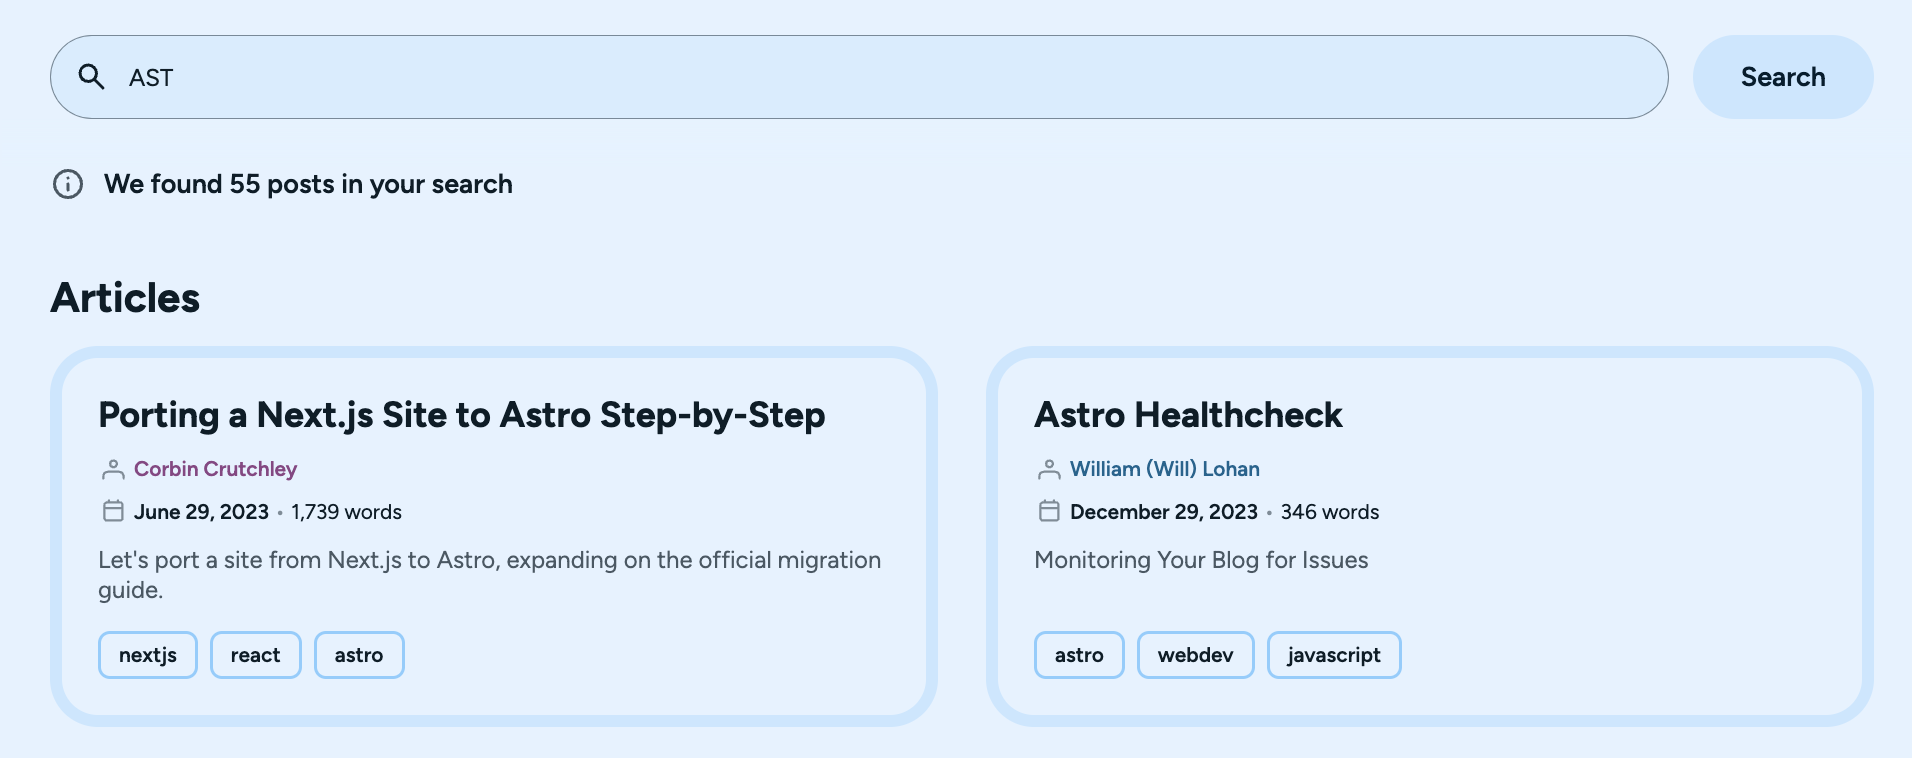 AST
Search
We found 55 posts in your search
Articles
Porting a Next.js Site to Astro Step-by-Step
Corbin Crutchley
June 29, 2023 • 1,739 words
Let's port a site from Next.js to Astro, expanding on the official migration
guide.
nextjs
react
astro
Astro Healthcheck
William (Will) Lohan
December 29, 2023 • 346 words
Monitoring Your Blog for Issues
astro
webdev
javascript